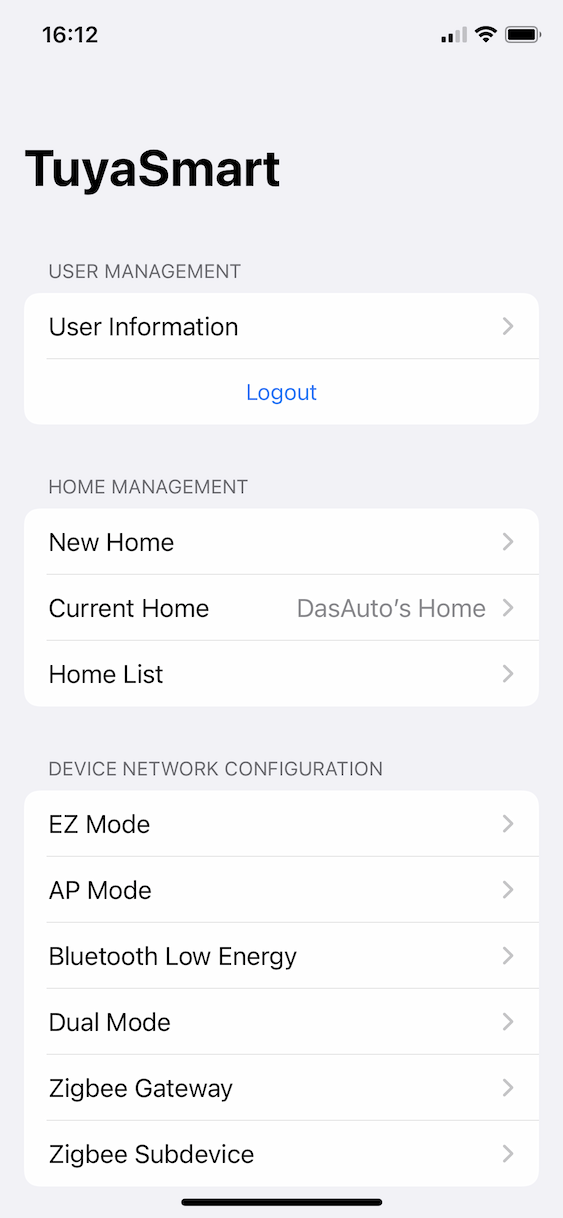 16:12
TuyaSmart
USER MANAGEMENT
User Information
Logout
HOME MANAGEMENT
New Home
Current Home DasAuto’s Home
Home List
DEVICE NETWORK CONFIGURATION
EZ Mode
AP Mode
Bluetooth Low Energy
Dual Mode
Zigbee Gateway
Zigbee Subdevice